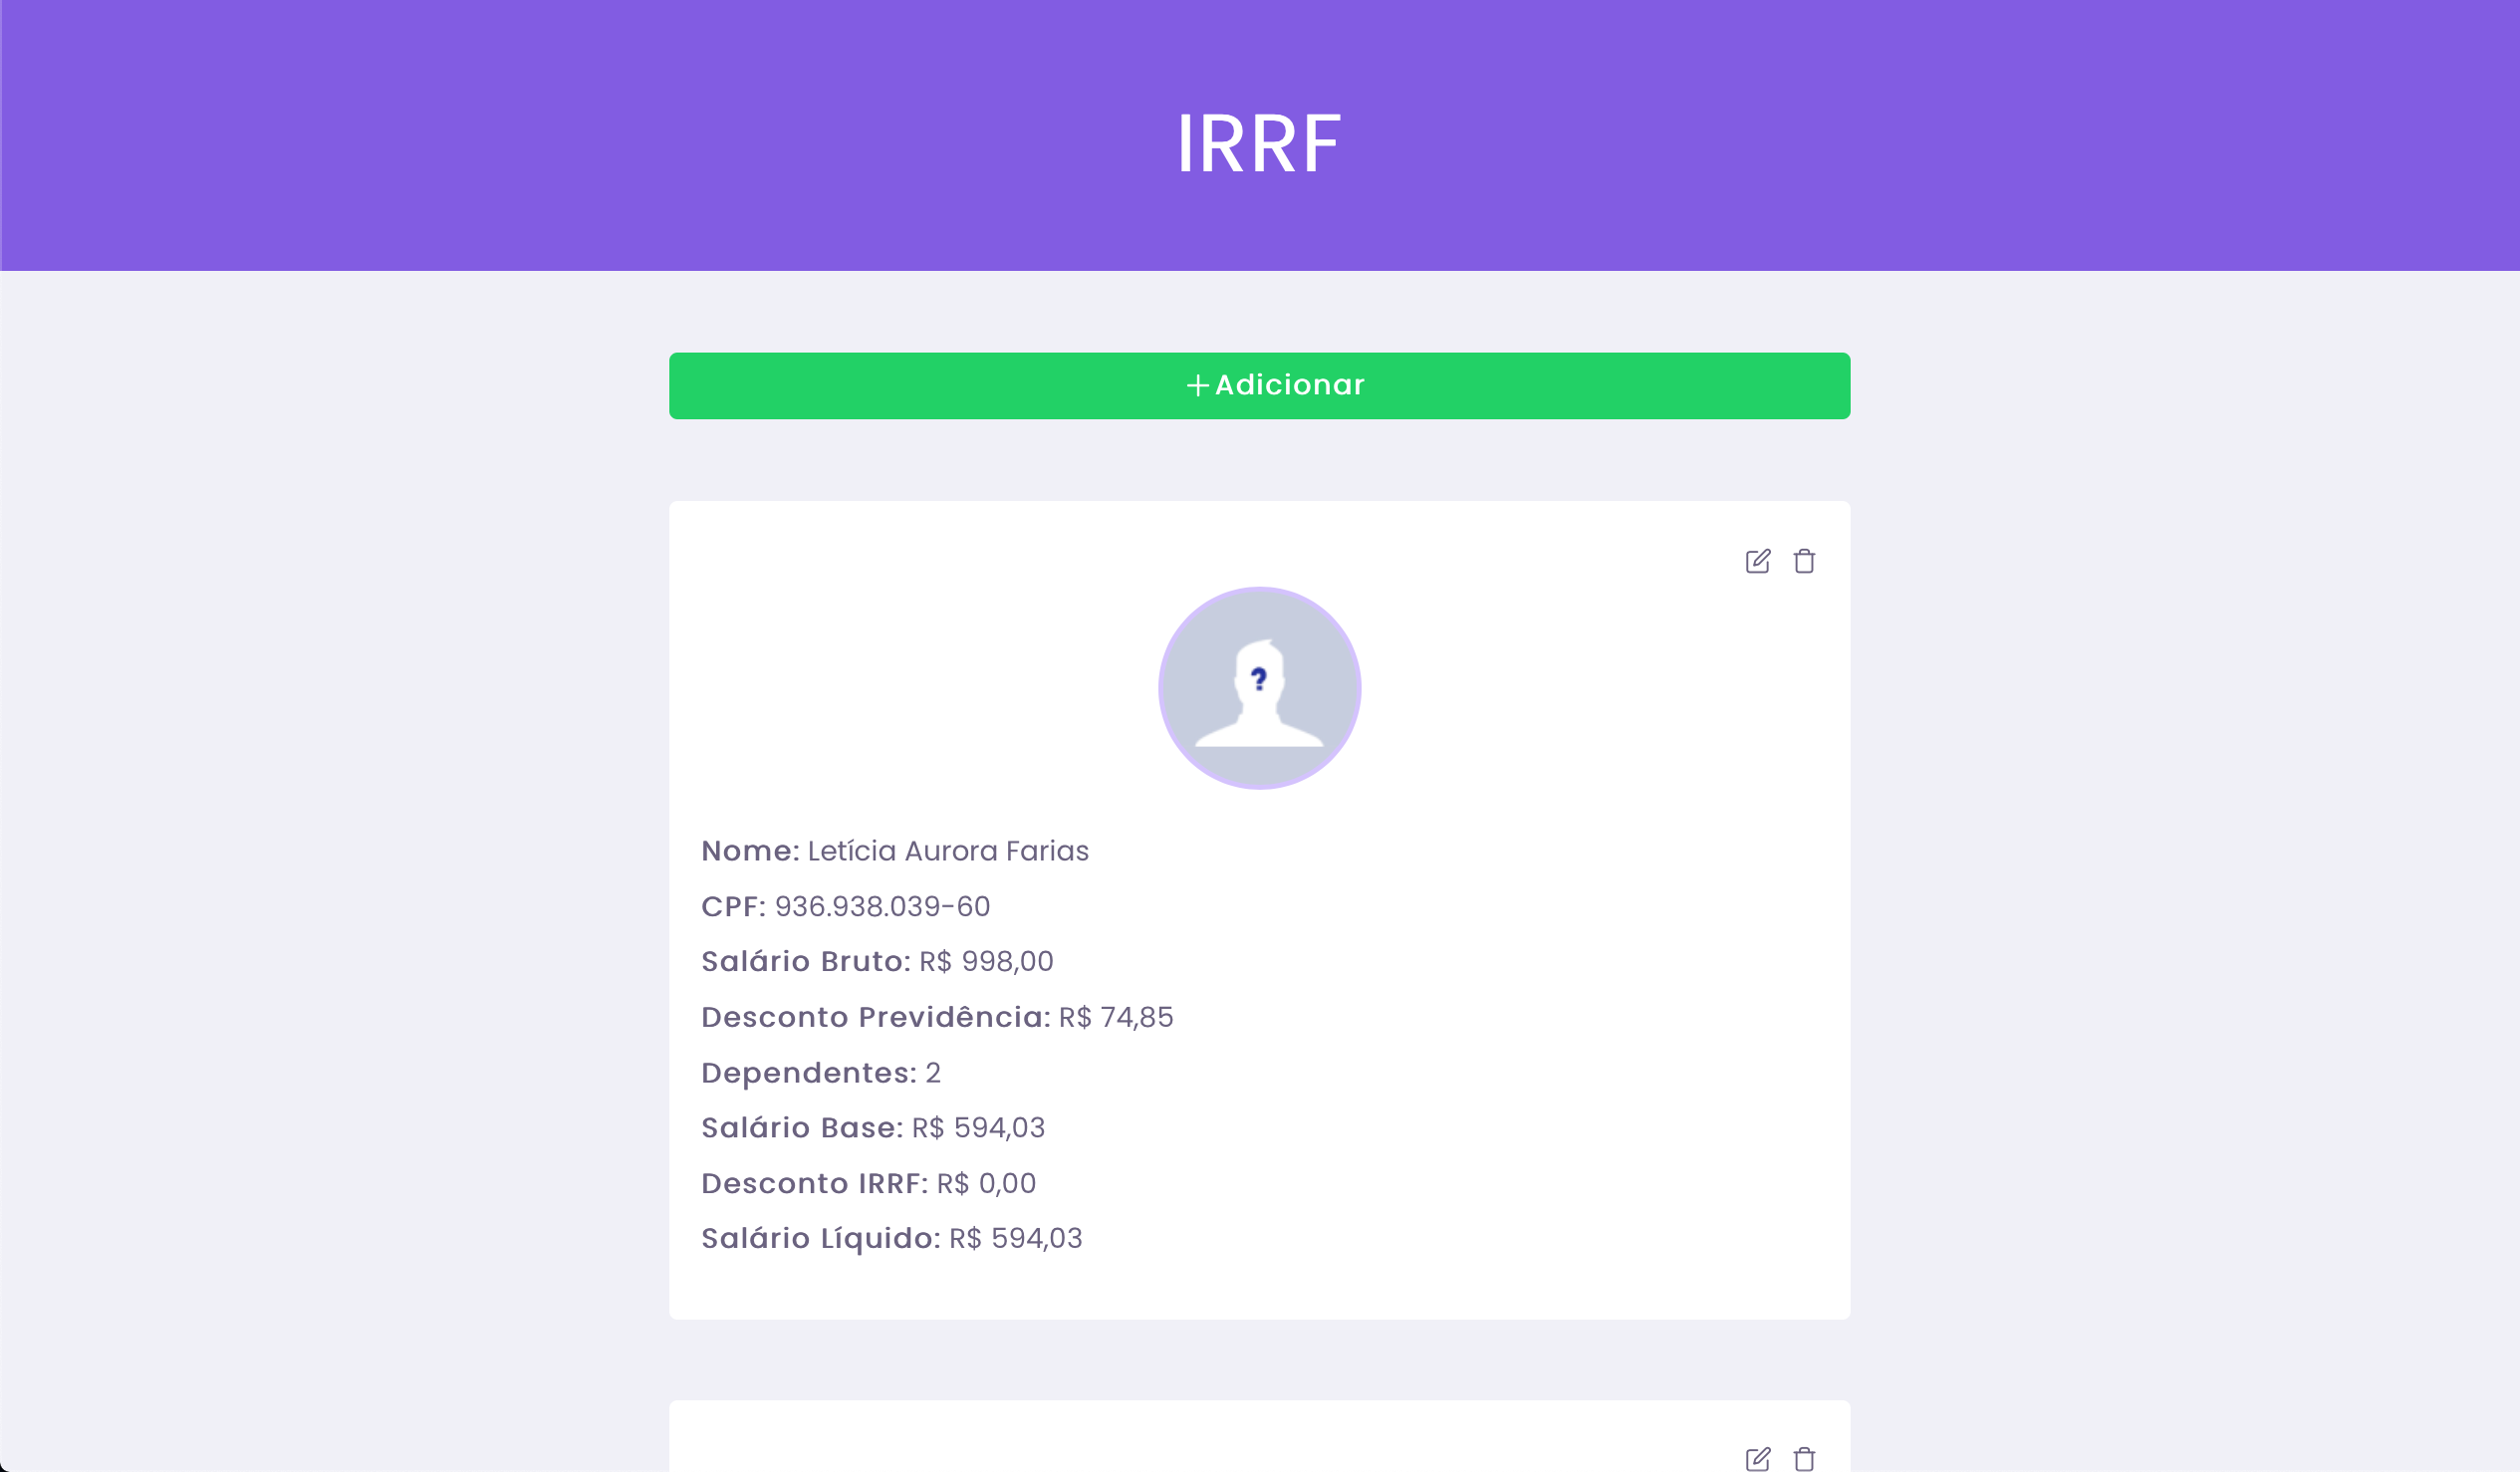 IRRF
+Adicionar
?
Nome: Letícia Aurora Farias
CPF: 936.938.039-60
Salário Bruto: R$ 998,00
Desconto Previdência: R$ 74,85
Dependentes: 2
Salário Base: R$ 594,03
Desconto IRRF: R$ 0,00
Salário Líquido: R$ 594,03